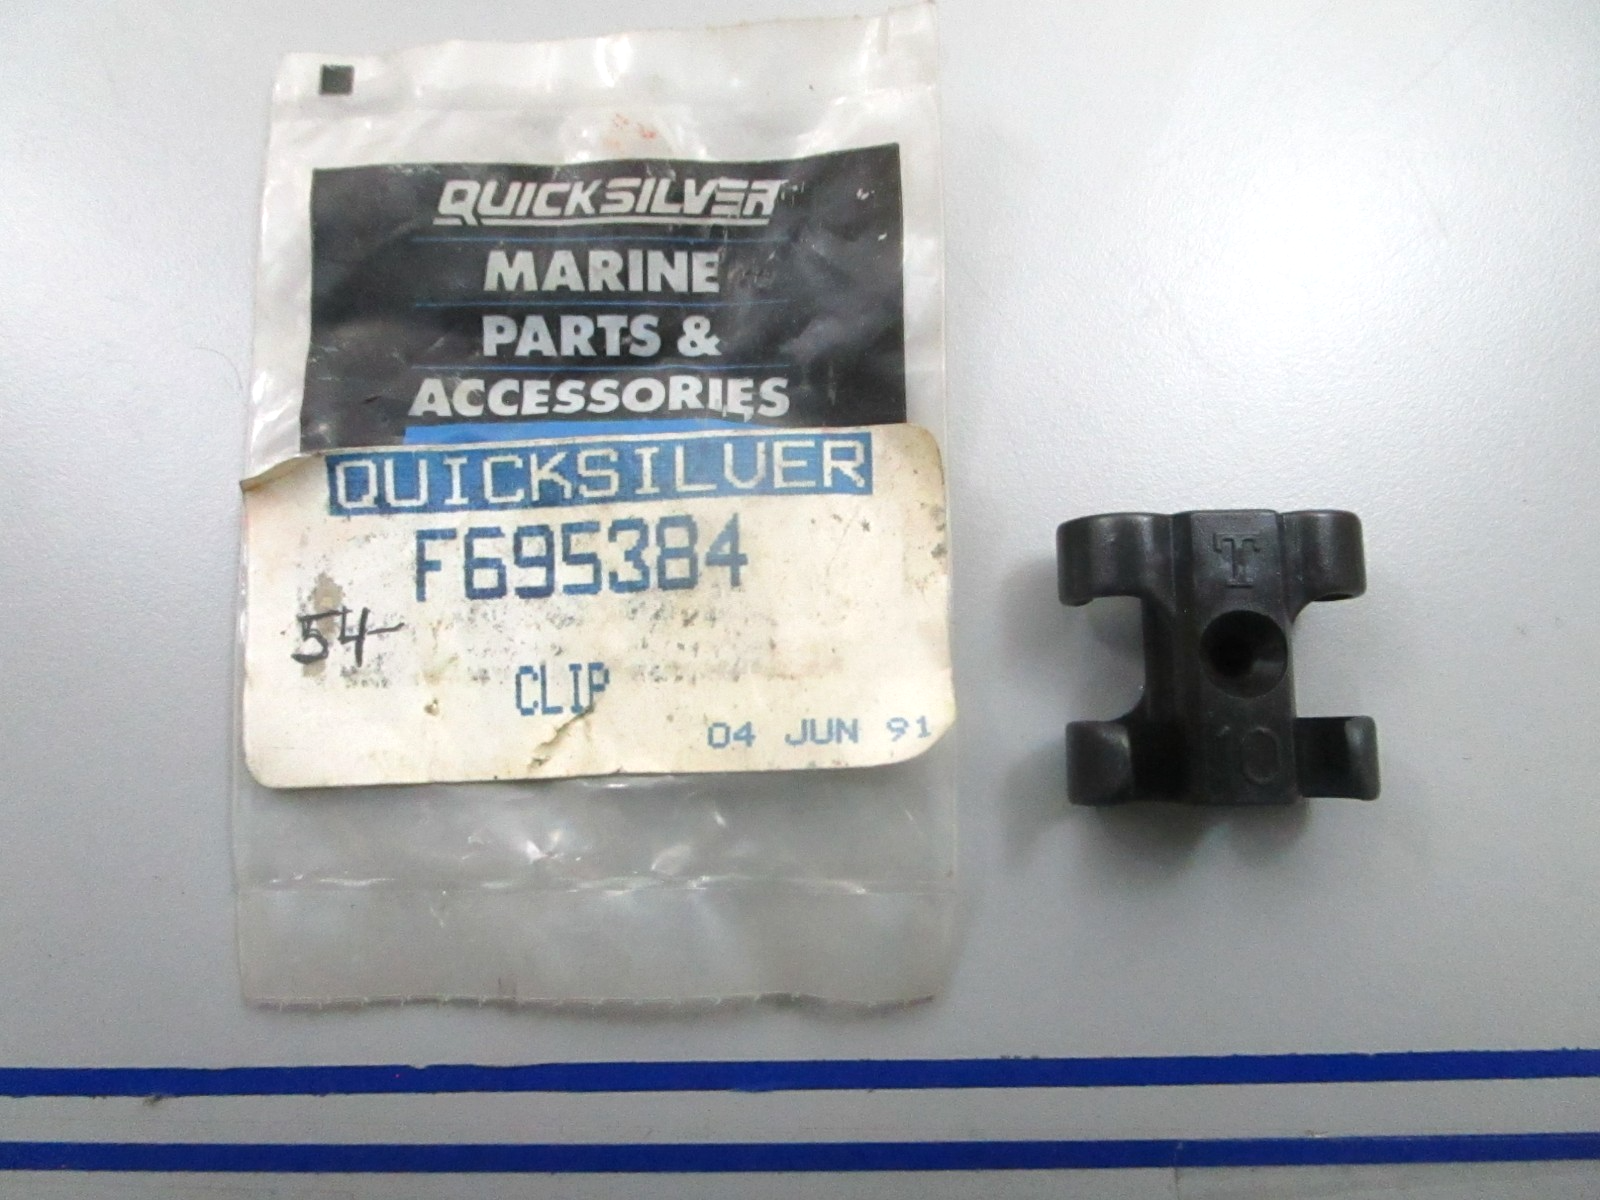 QUICKSILVER
MARINE
PARTS &
ACCESSORIES
QUICKSILVER
F695384
54-
CLIP
04 JUN 91
T
10